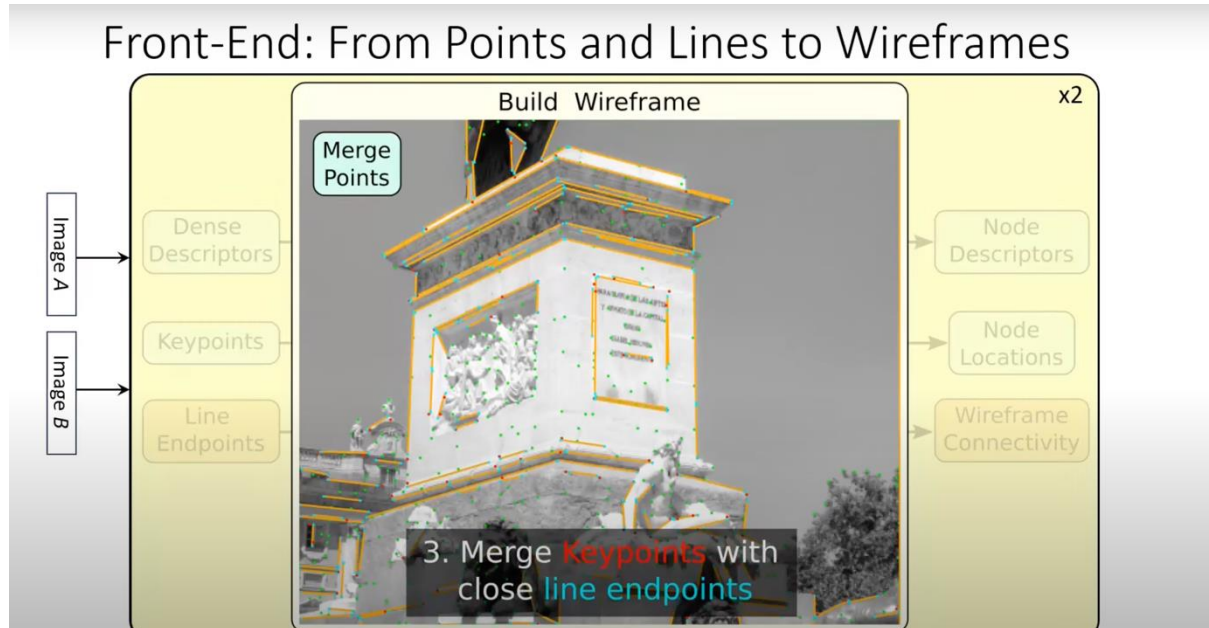 Front-End: From Points and Lines to Wireframes
x2
Build Wireframe
Merge
Points
Image A
Image B
Dense
Descriptors
Keypoints
Line
Endpoints
Node
Descriptors
Node
Locations
Wireframe
Connectivity
3. Merge Keypoints with
close line endpoints